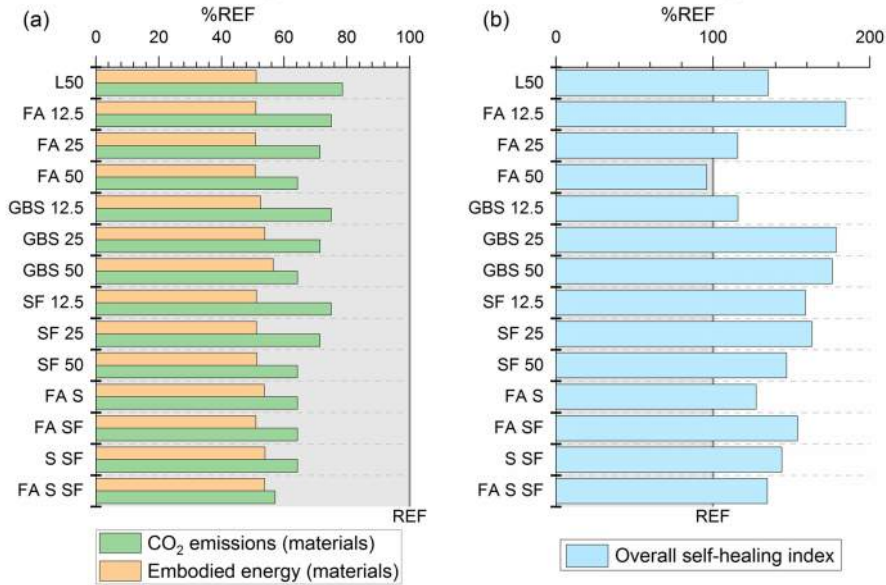 (a)
%REF
0 20 40 60 80 100
L50
FA 12.5
FA 25
FA 50
GBS 12.5
GBS 25
GBS 50
SF 12.5
SF 25
SF 50
FA S
FA SF
S SF
FA S SF
REF
CO₂ emissions (materials)
Embodied energy (materials)
(b)
%REF
0 100 200
L50
FA 12.5
FA 25
FA 50
GBS 12.5
GBS 25
GBS 50
SF 12.5
SF 25
SF 50
FA S
FA SF
S SF
FA S SF
REF
Overall self-healing index